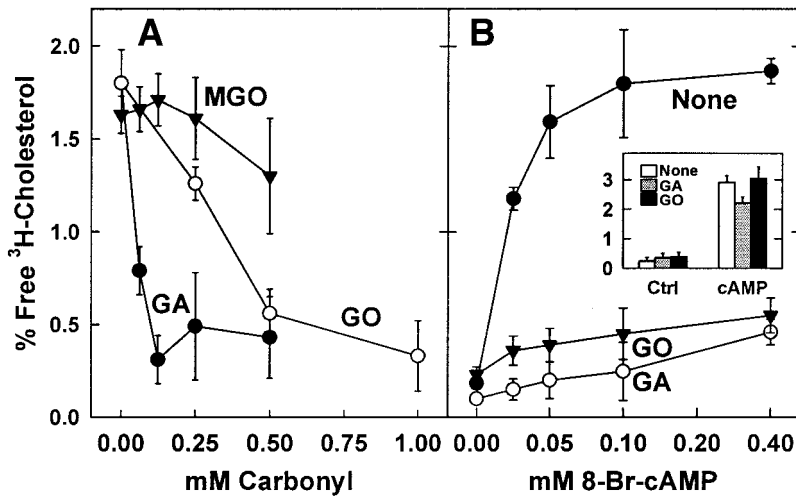 A
B
2.0
1.5
1.0
0.5
0.0
% Free ³H-Cholesterol
MGO
GA
GO
0.00 0.25 0.50 0.75 1.00
mM Carbonyl
None
None
GA
GO
3
2
1
0
Ctrl cAMP
GO
GA
0.00 0.05 0.10 0.20 0.40
mM 8-Br-cAMP